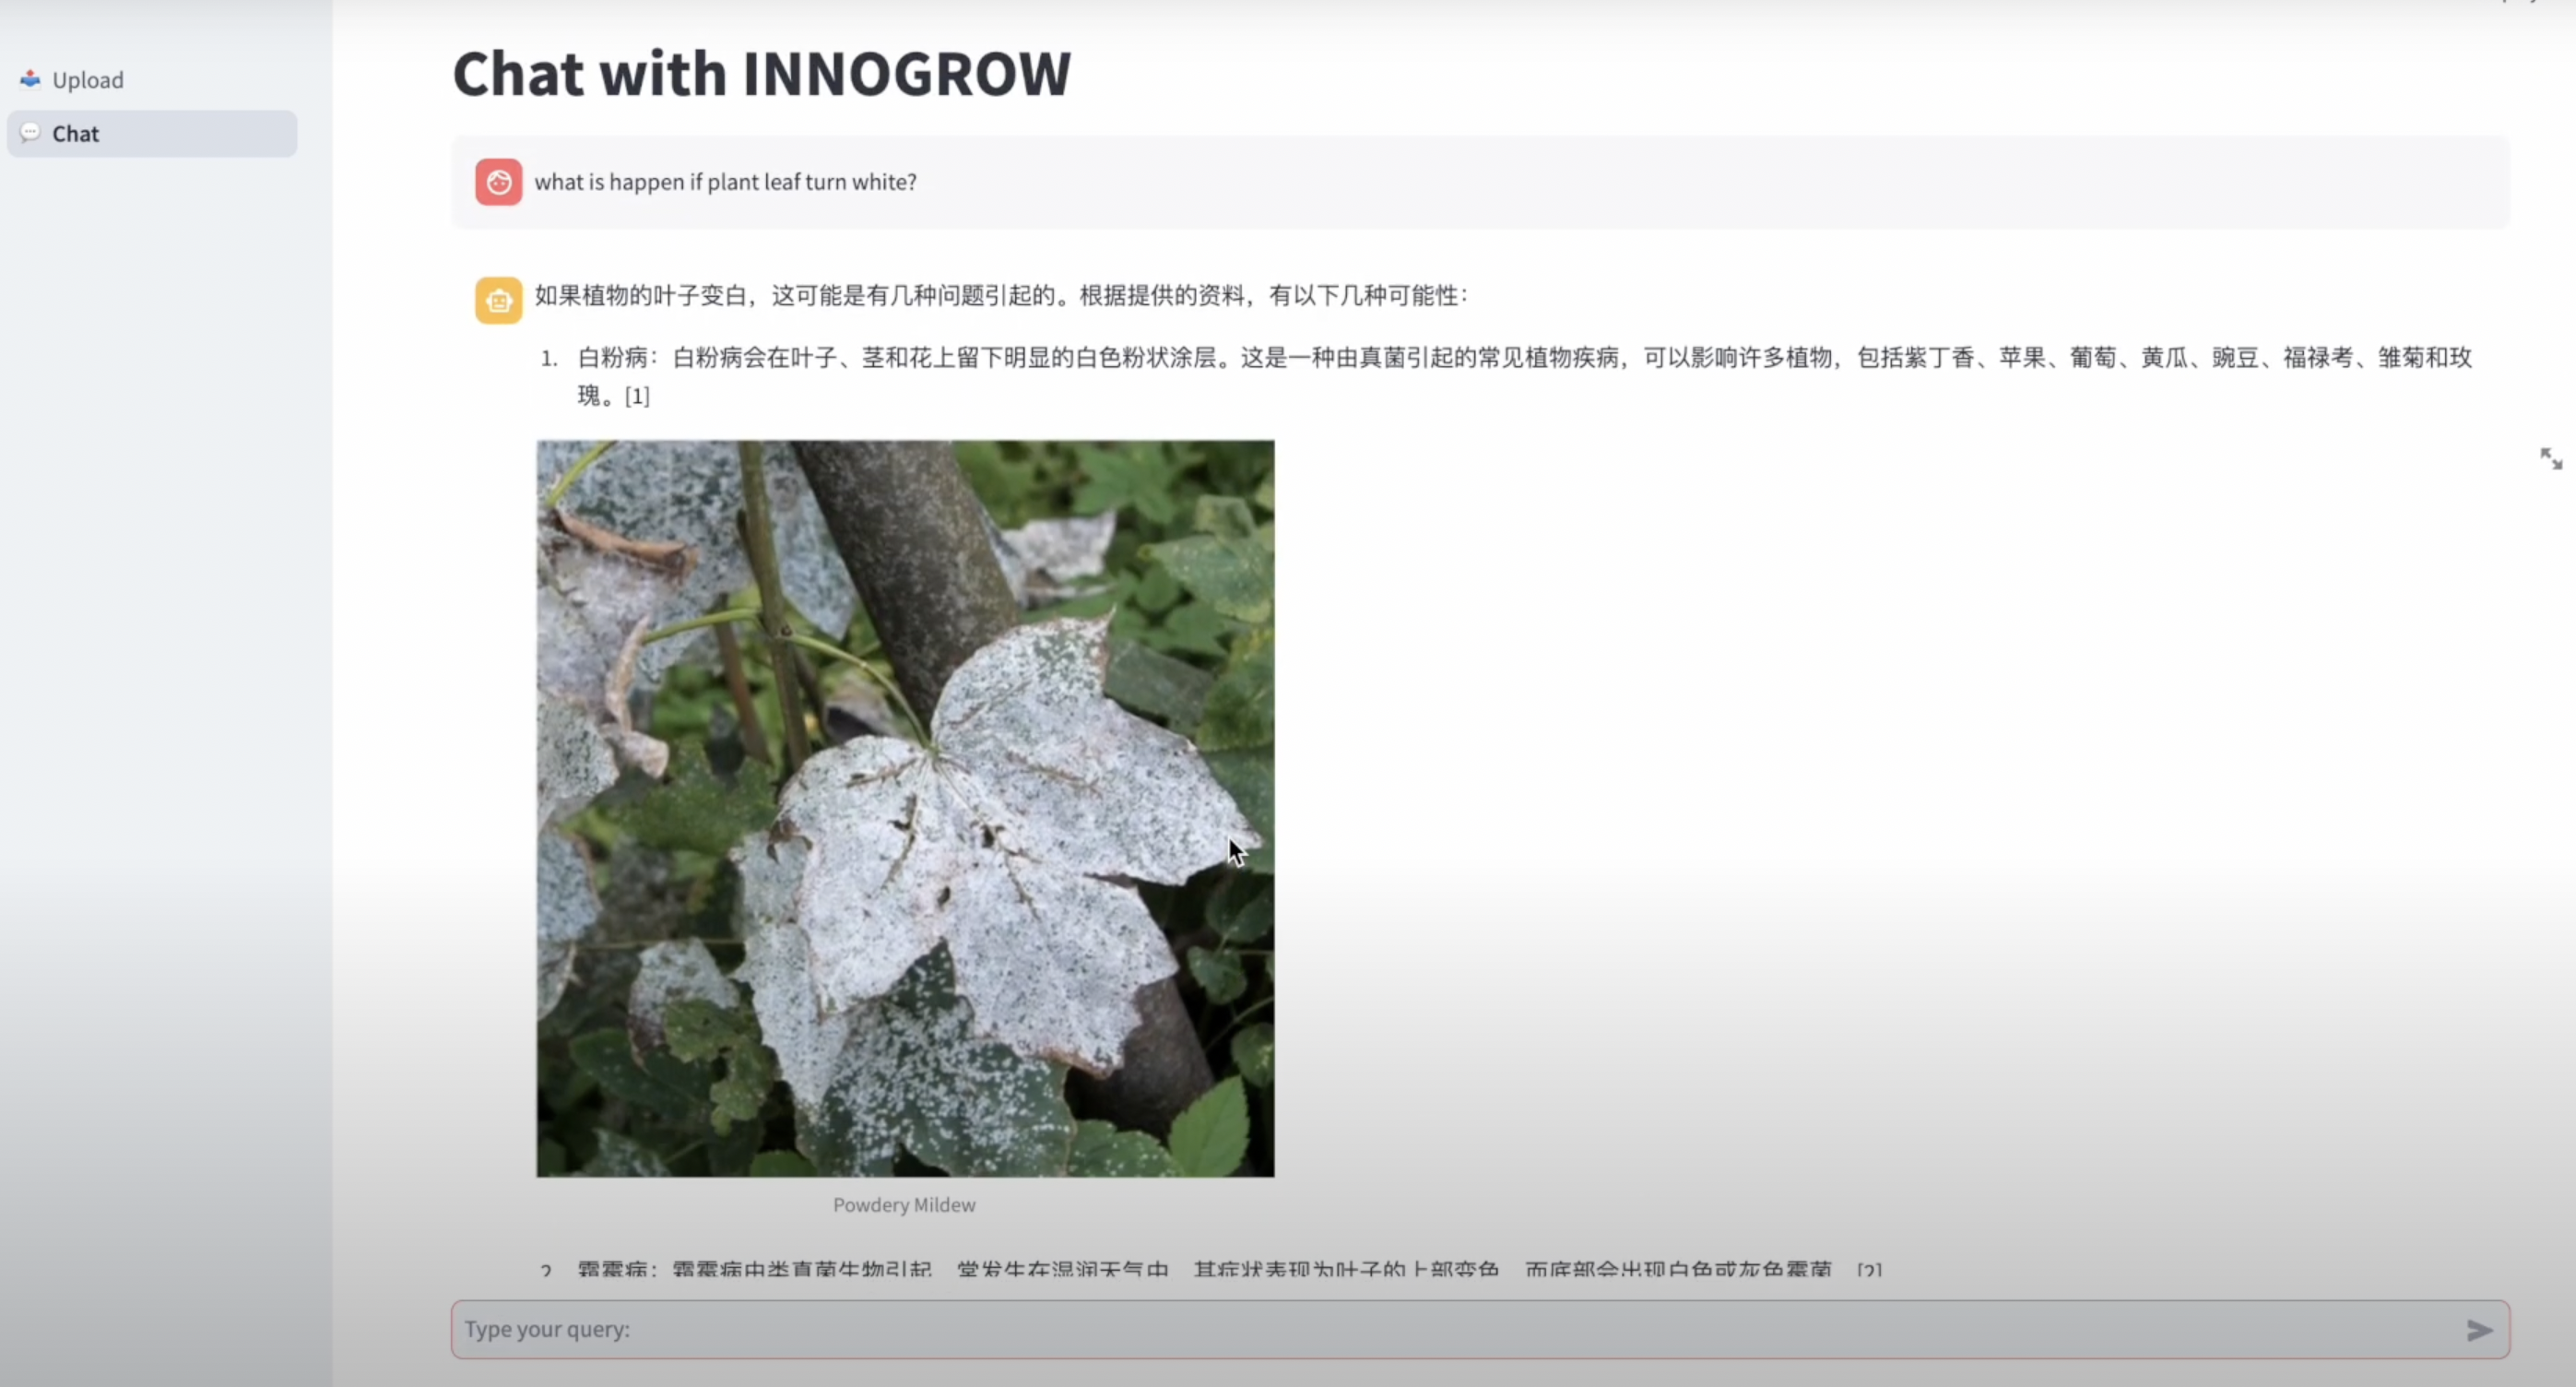 Upload
Chat
Chat with INNOGROW
what is happen if plant leaf turn white?
如果植物的叶子变白，这可能是有几种问题引起的。根据提供的资料，有以下几种可能性：
1. 白粉病：白粉病会在叶子、茎和花上留下明显的白色粉状涂层。这是一种由真菌引起的常见植物疾病，可以影响许多植物，包括紫丁香、苹果、葡萄、黄瓜、豌豆、福禄考、雏菊和玫
瑰。[1]
Powdery Mildew
2. 霜霉病：霜霉病由类真菌生物引起，常发生在湿润天气中，其症状表现为叶子的上部变色，而底部会出现白色或灰色霉菌。[2]
Type your query: